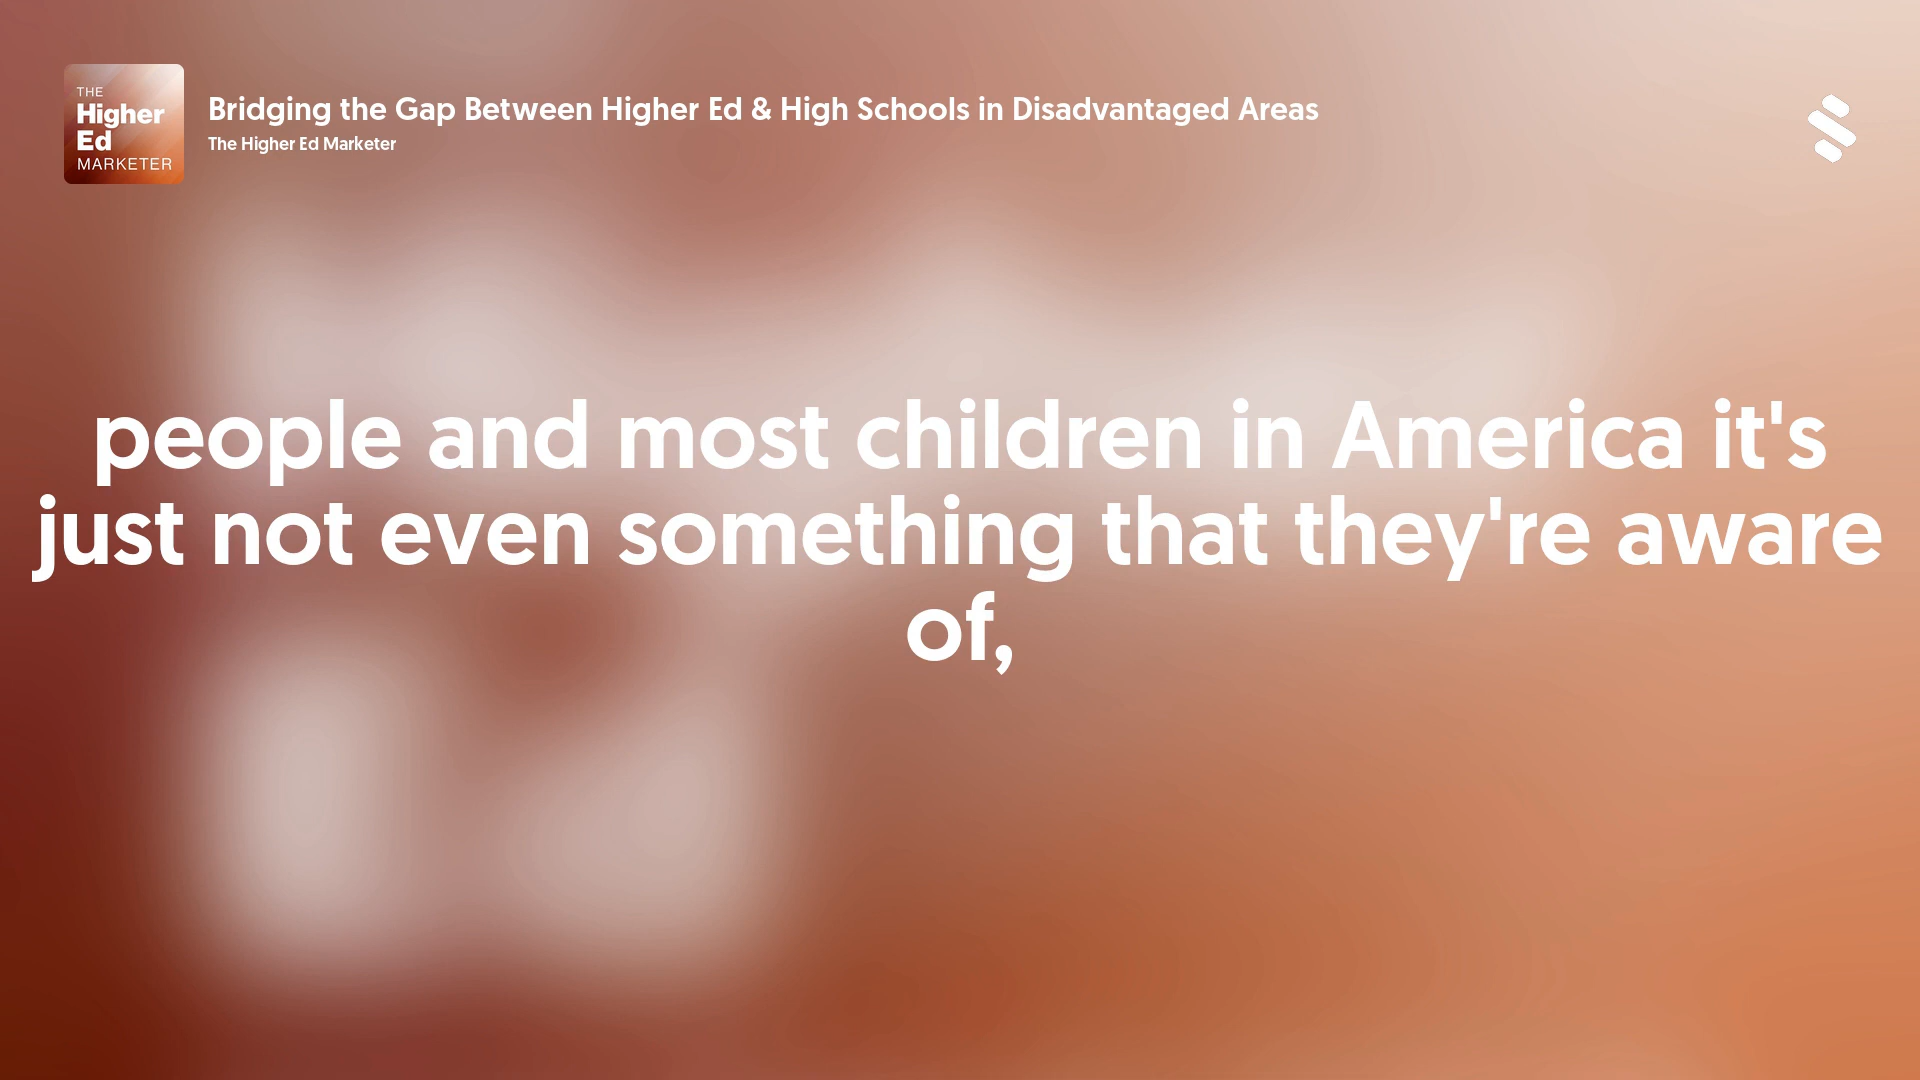 THE
Higher
Ed
MARKETER
Bridging the Gap Between Higher Ed & High Schools in Disadvantaged Areas
The Higher Ed Marketer
people and most children in America it's
just not even something that they're aware
of,